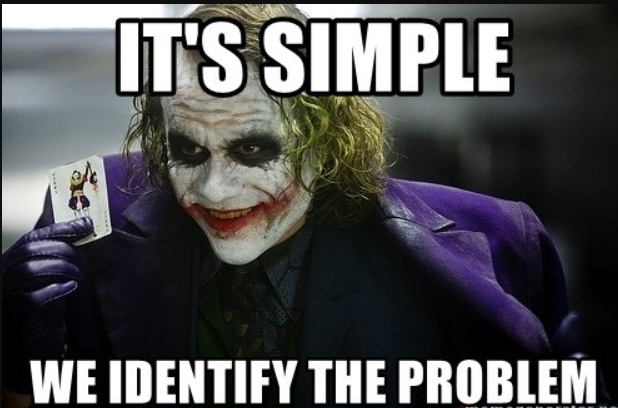 IT'S SIMPLE
WE IDENTIFY THE PROBLEM